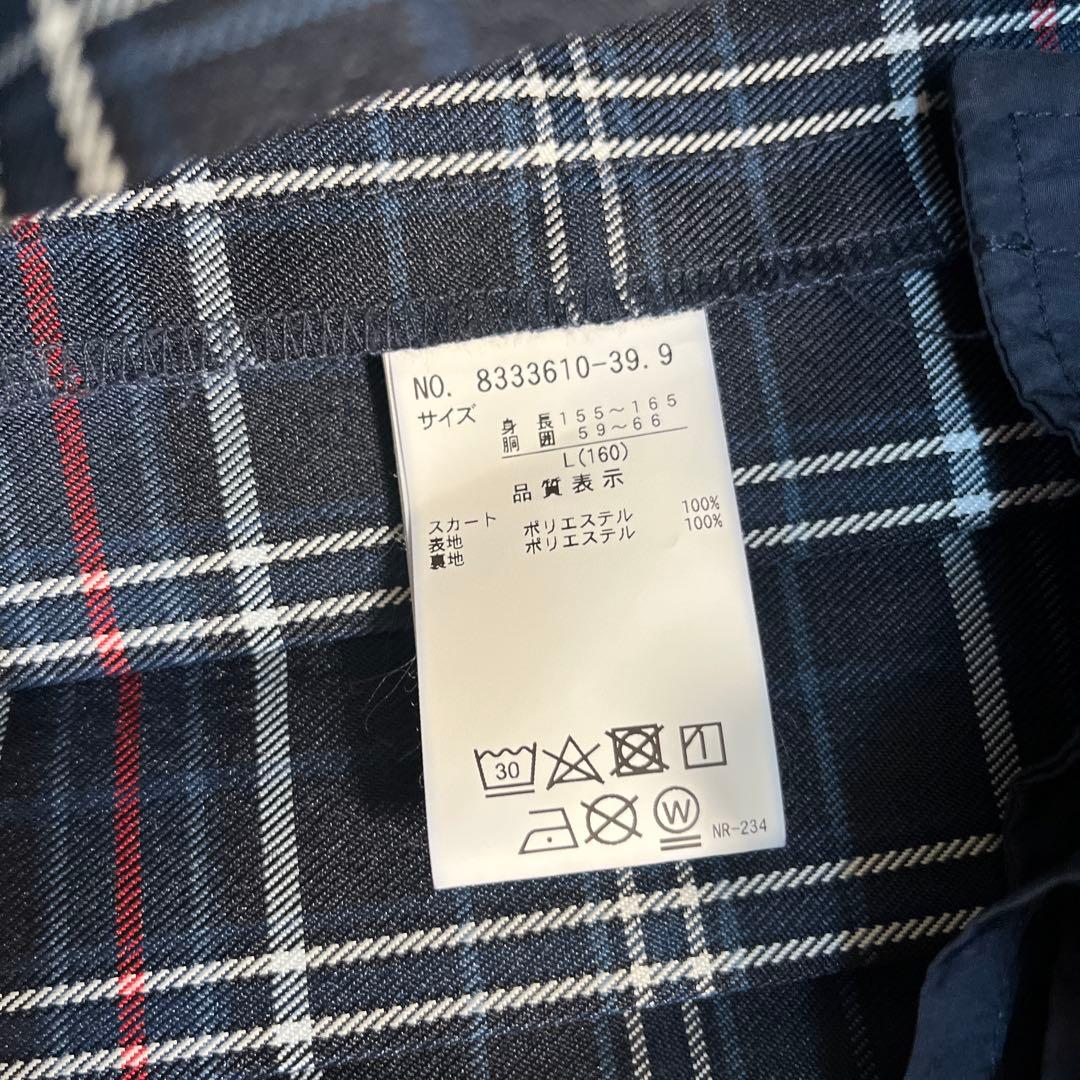 NO. 8333610-39.9
サイズ
身長 155～165
胴囲 59～66
L(160)
品質表示
スカート
表地 ポリエステル 100%
裏地 ポリエステル 100%
30
W
NR-234